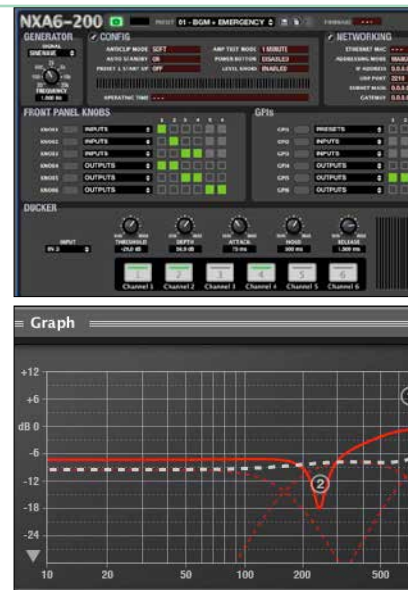 NXA6-200 PRESET 01 - BGM + EMERGENCY FIRMWARE ---
GENERATOR CONFIG NETWORKING
SIGNAL
SINEWAVE
ANTICLIP MODE SOFT
AUTO STANDBY ON
PRESET 1 START UP OFF
AMP TEST MODE 1 MINUTE
POWER BUTTON DISABLED
LEVEL KNOBS ENABLED
ETHERNET MAC
ADDRESSING MODE
IP ADDRESS
UDP PORT
SUBNET MASK
GATEWAY
FREQUENCY
OPERATING TIME ---
FRONT PANEL KNOBS
GPIs
1 2 3 4 5 6
KNOB1 INPUTS
KNOB2 INPUTS
KNOB3 INPUTS
KNOB4 OUTPUTS
KNOB5 OUTPUTS
KNOB6 OUTPUTS
GPI1 PRESETS
GPI2 INPUTS
GPI3 INPUTS
GPI4 OUTPUTS
GPI5 OUTPUTS
GPI6 OUTPUTS
DUCKER
INPUT
THRESHOLD DEPTH ATTACK HOLD RELEASE
1 2 3 4 5 6
Channel 1 Channel 2 Channel 3 Channel 4 Channel 5 Channel 6
Graph
+12
+6
dB 0
-6
-12
-18
-24
2
10 20 50 100 200 500